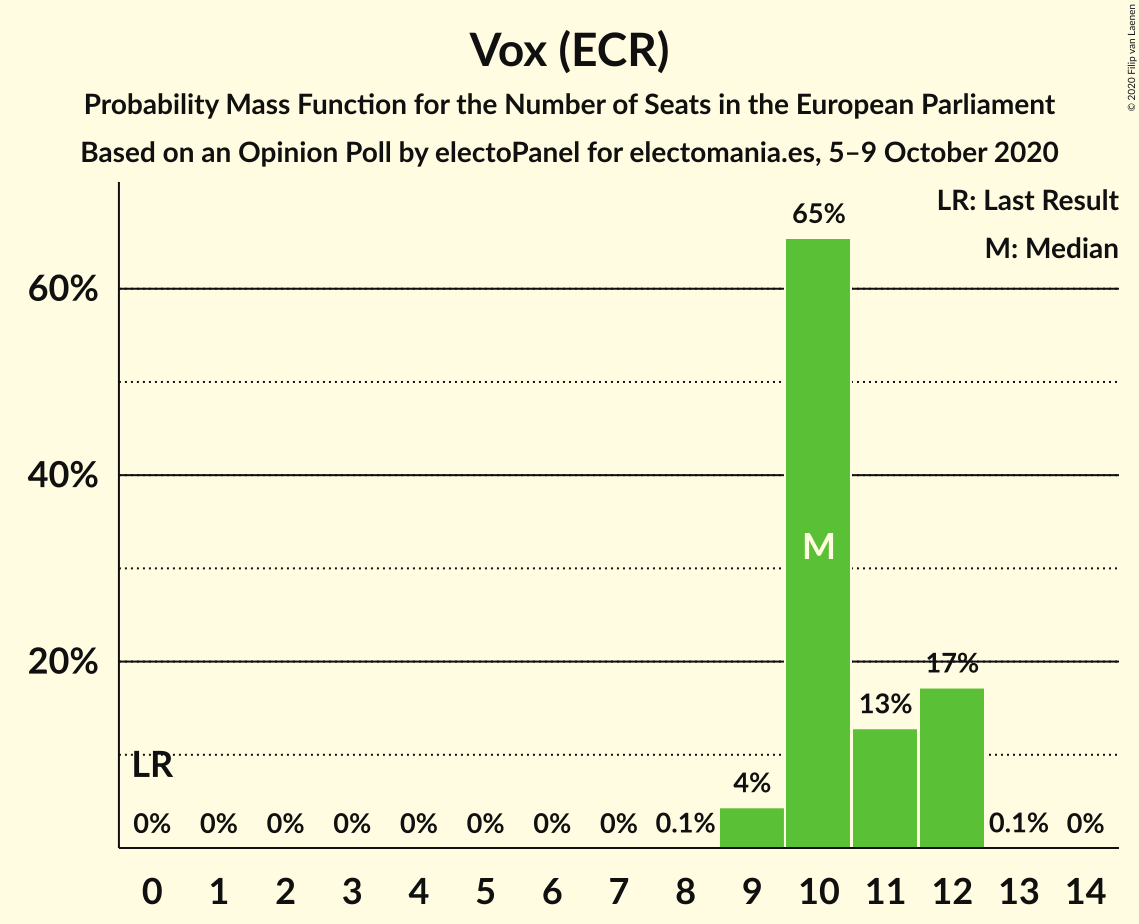 Vox (ECR)
Probability Mass Function for the Number of Seats in the European Parliament
Based on an Opinion Poll by electoPanel for electomania.es, 5–9 October 2020
© 2020 Filip van Laenen
LR: Last Result
M: Median
65%
60%
40%
M
20%
17%
13%
LR
4%
0% 0% 0% 0% 0% 0% 0% 0% 0.1% 0.1% 0%
0 1 2 3 4 5 6 7 8 9 10 11 12 13 14